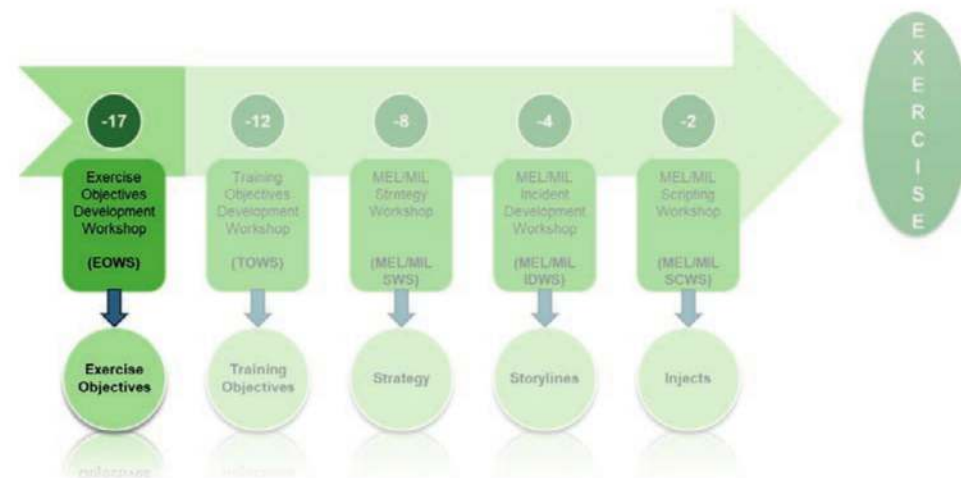 -17
-12
-8
-4
-2
Exercise
Objectives
Development
Workshop
(EOWS)
Training
Objectives
Development
Workshop
(TOWS)
MEL/MIL
Strategy
Workshop
(MEL/MIL
SWS)
MEL/MIL
Incident
Development
Workshop
(MEL/MIL
IDWS)
MEL/MIL
Scripting
Workshop
(MEL/MIL
SCWS)
Exercise
Objectives
Training
Objectives
Strategy
Storylines
Injects
EXERCISE